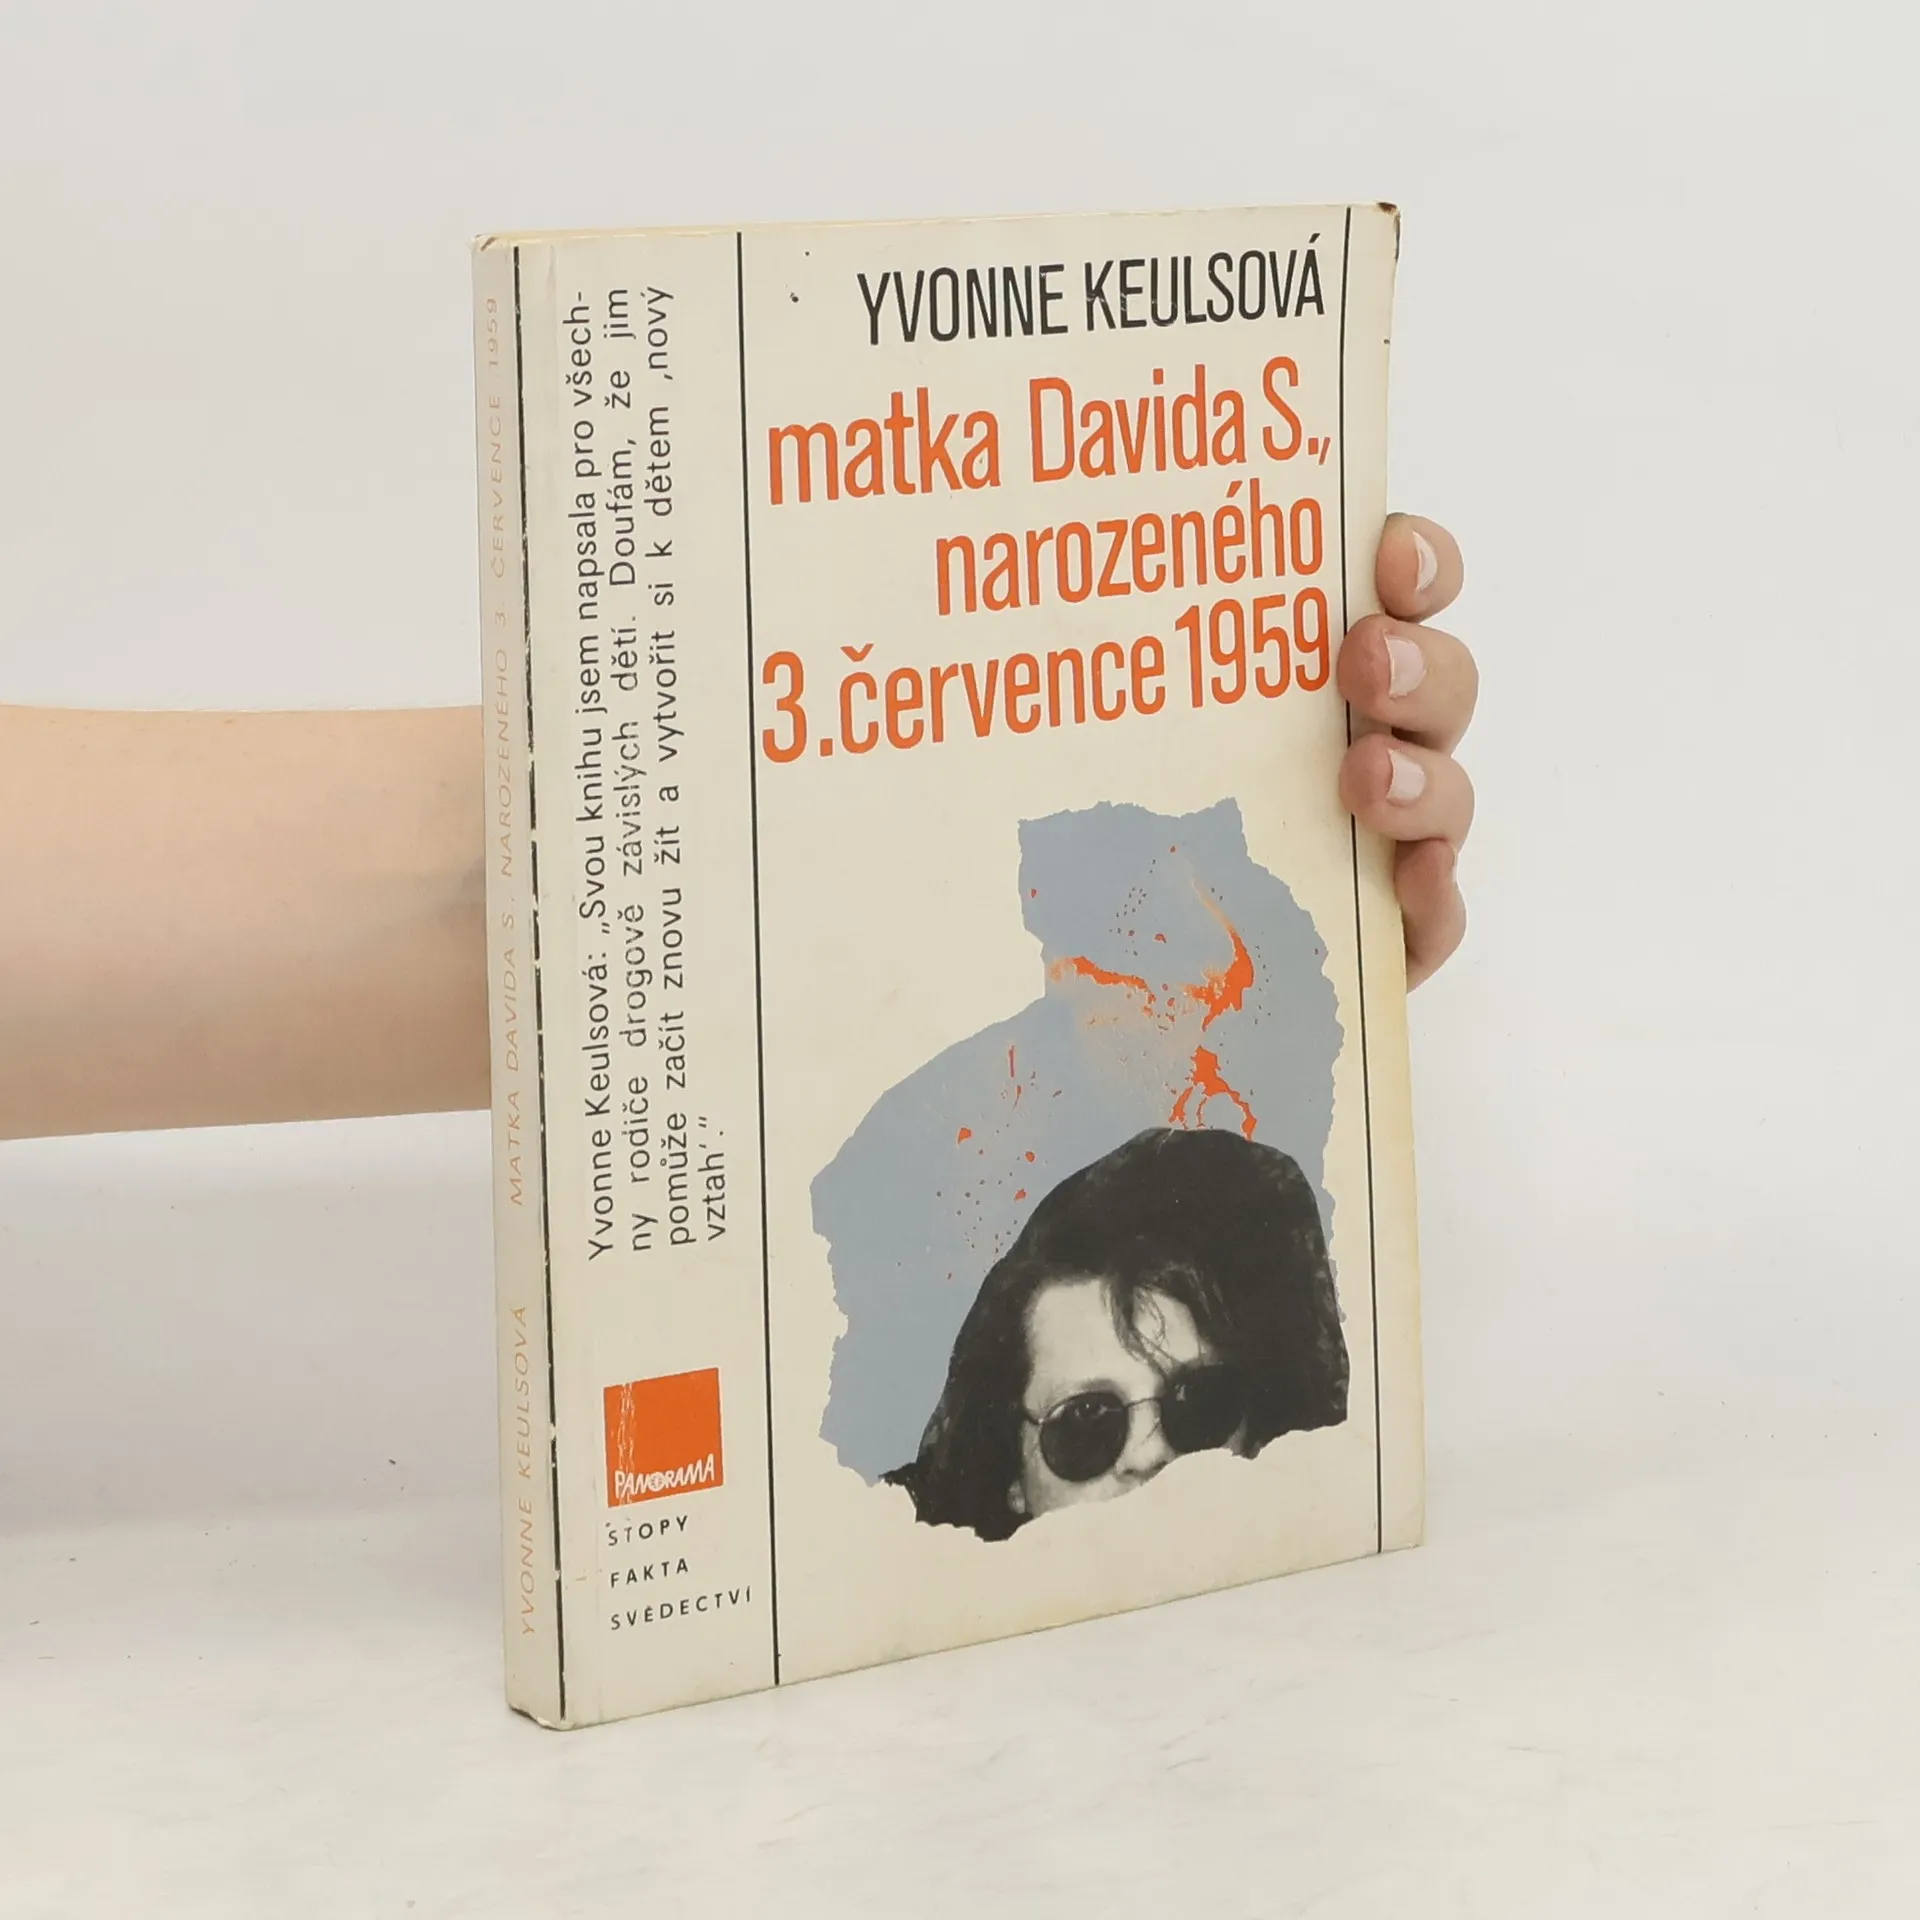 YVONNE KEULSOVÁ
matka Davida S.,
narozeného
3. července 1959
Yvonne Keulsová: „Svou knihu jsem napsala pro všech-
ny rodiče drogově závislých dětí. Doufám, že jim
pomůže začít znovu žít a vytvořit si k dětem ‚nový
vztah‘.“
PANORAMA
STOPY
FAKTA
SVĚDECTVÍ
YVONNE KEULSOVÁ MATKA DAVIDA S. NAROZENÉHO 3. ČERVENCE 1959